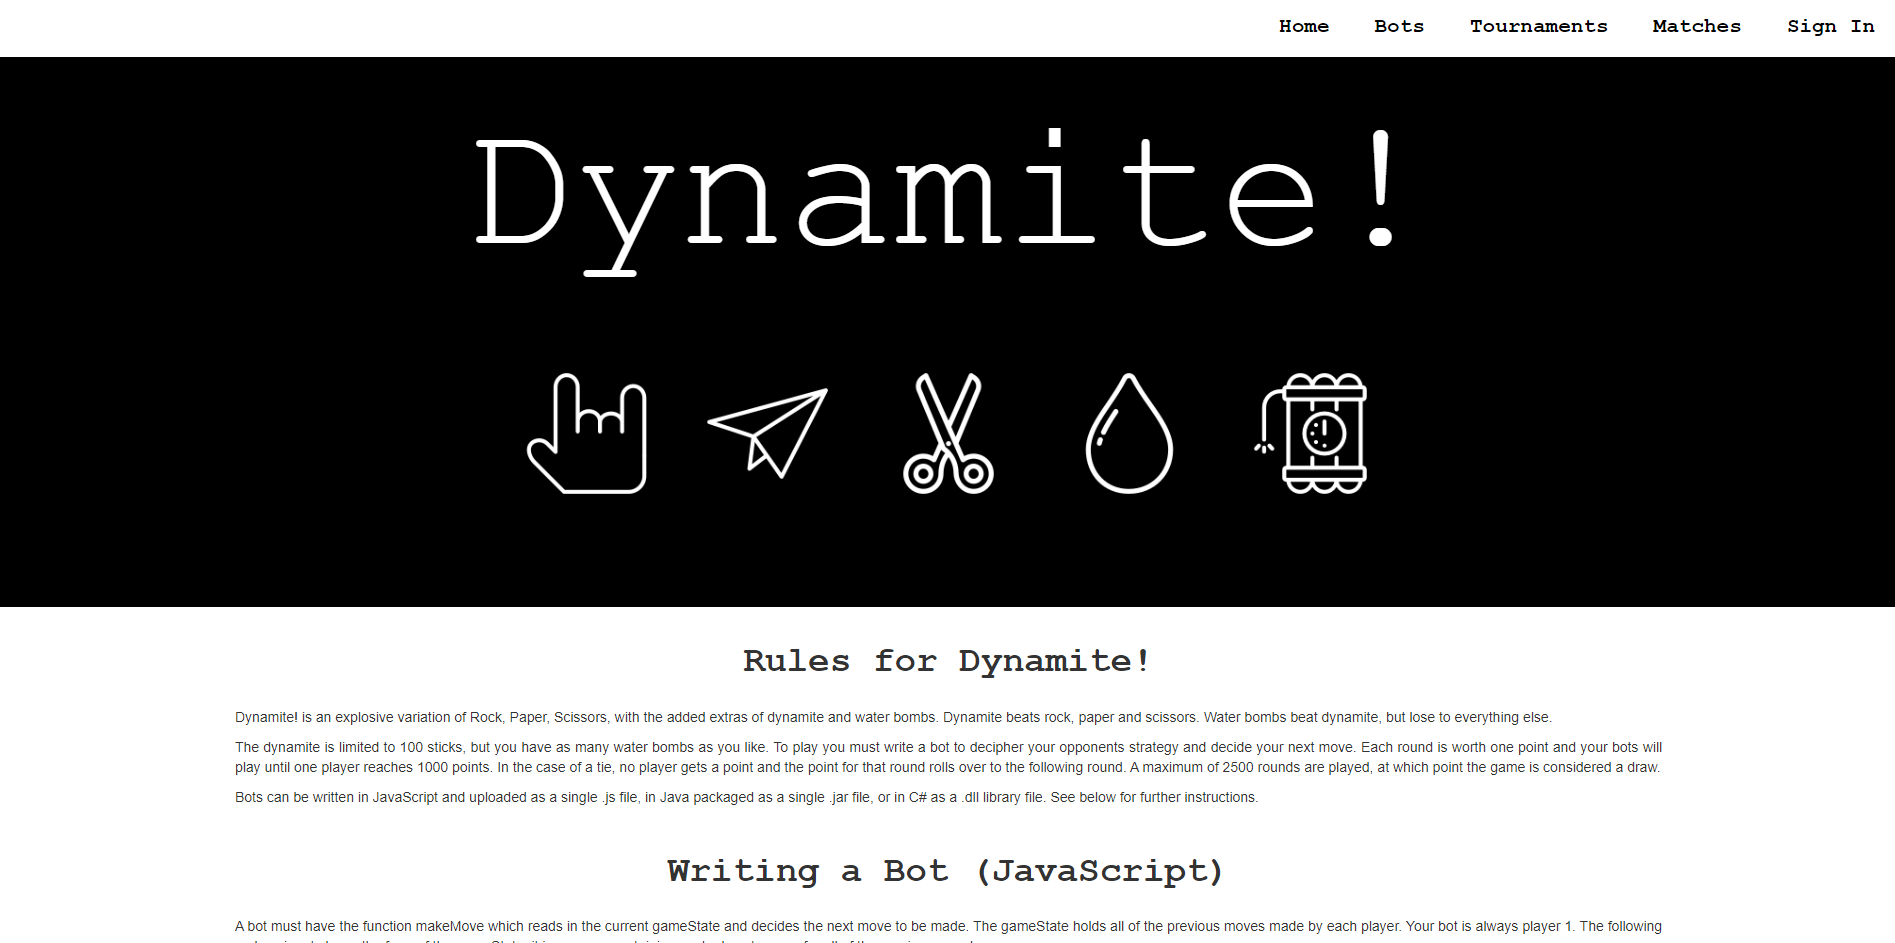 Home Bots Tournaments Matches Sign In
Dynamite!
Rules for Dynamite!
Dynamite! is an explosive variation of Rock, Paper, Scissors, with the added extras of dynamite and water bombs. Dynamite beats rock, paper and scissors. Water bombs beat dynamite, but lose to everything else.
The dynamite is limited to 100 sticks, but you have as many water bombs as you like. To play you must write a bot to decipher your opponents strategy and decide your next move. Each round is worth one point and your bots will
play until one player reaches 1000 points. In the case of a tie, no player gets a point and the point for that round rolls over to the following round. A maximum of 2500 rounds are played, at which point the game is considered a draw.
Bots can be written in JavaScript and uploaded as a single .js file, in Java packaged as a single .jar file, or in C# as a .dll library file. See below for further instructions.
Writing a Bot (JavaScript)
A bot must have the function makeMove which reads in the current gameState and decides the next move to be made. The gameState holds all of the previous moves made by each player. Your bot is always player 1. The following